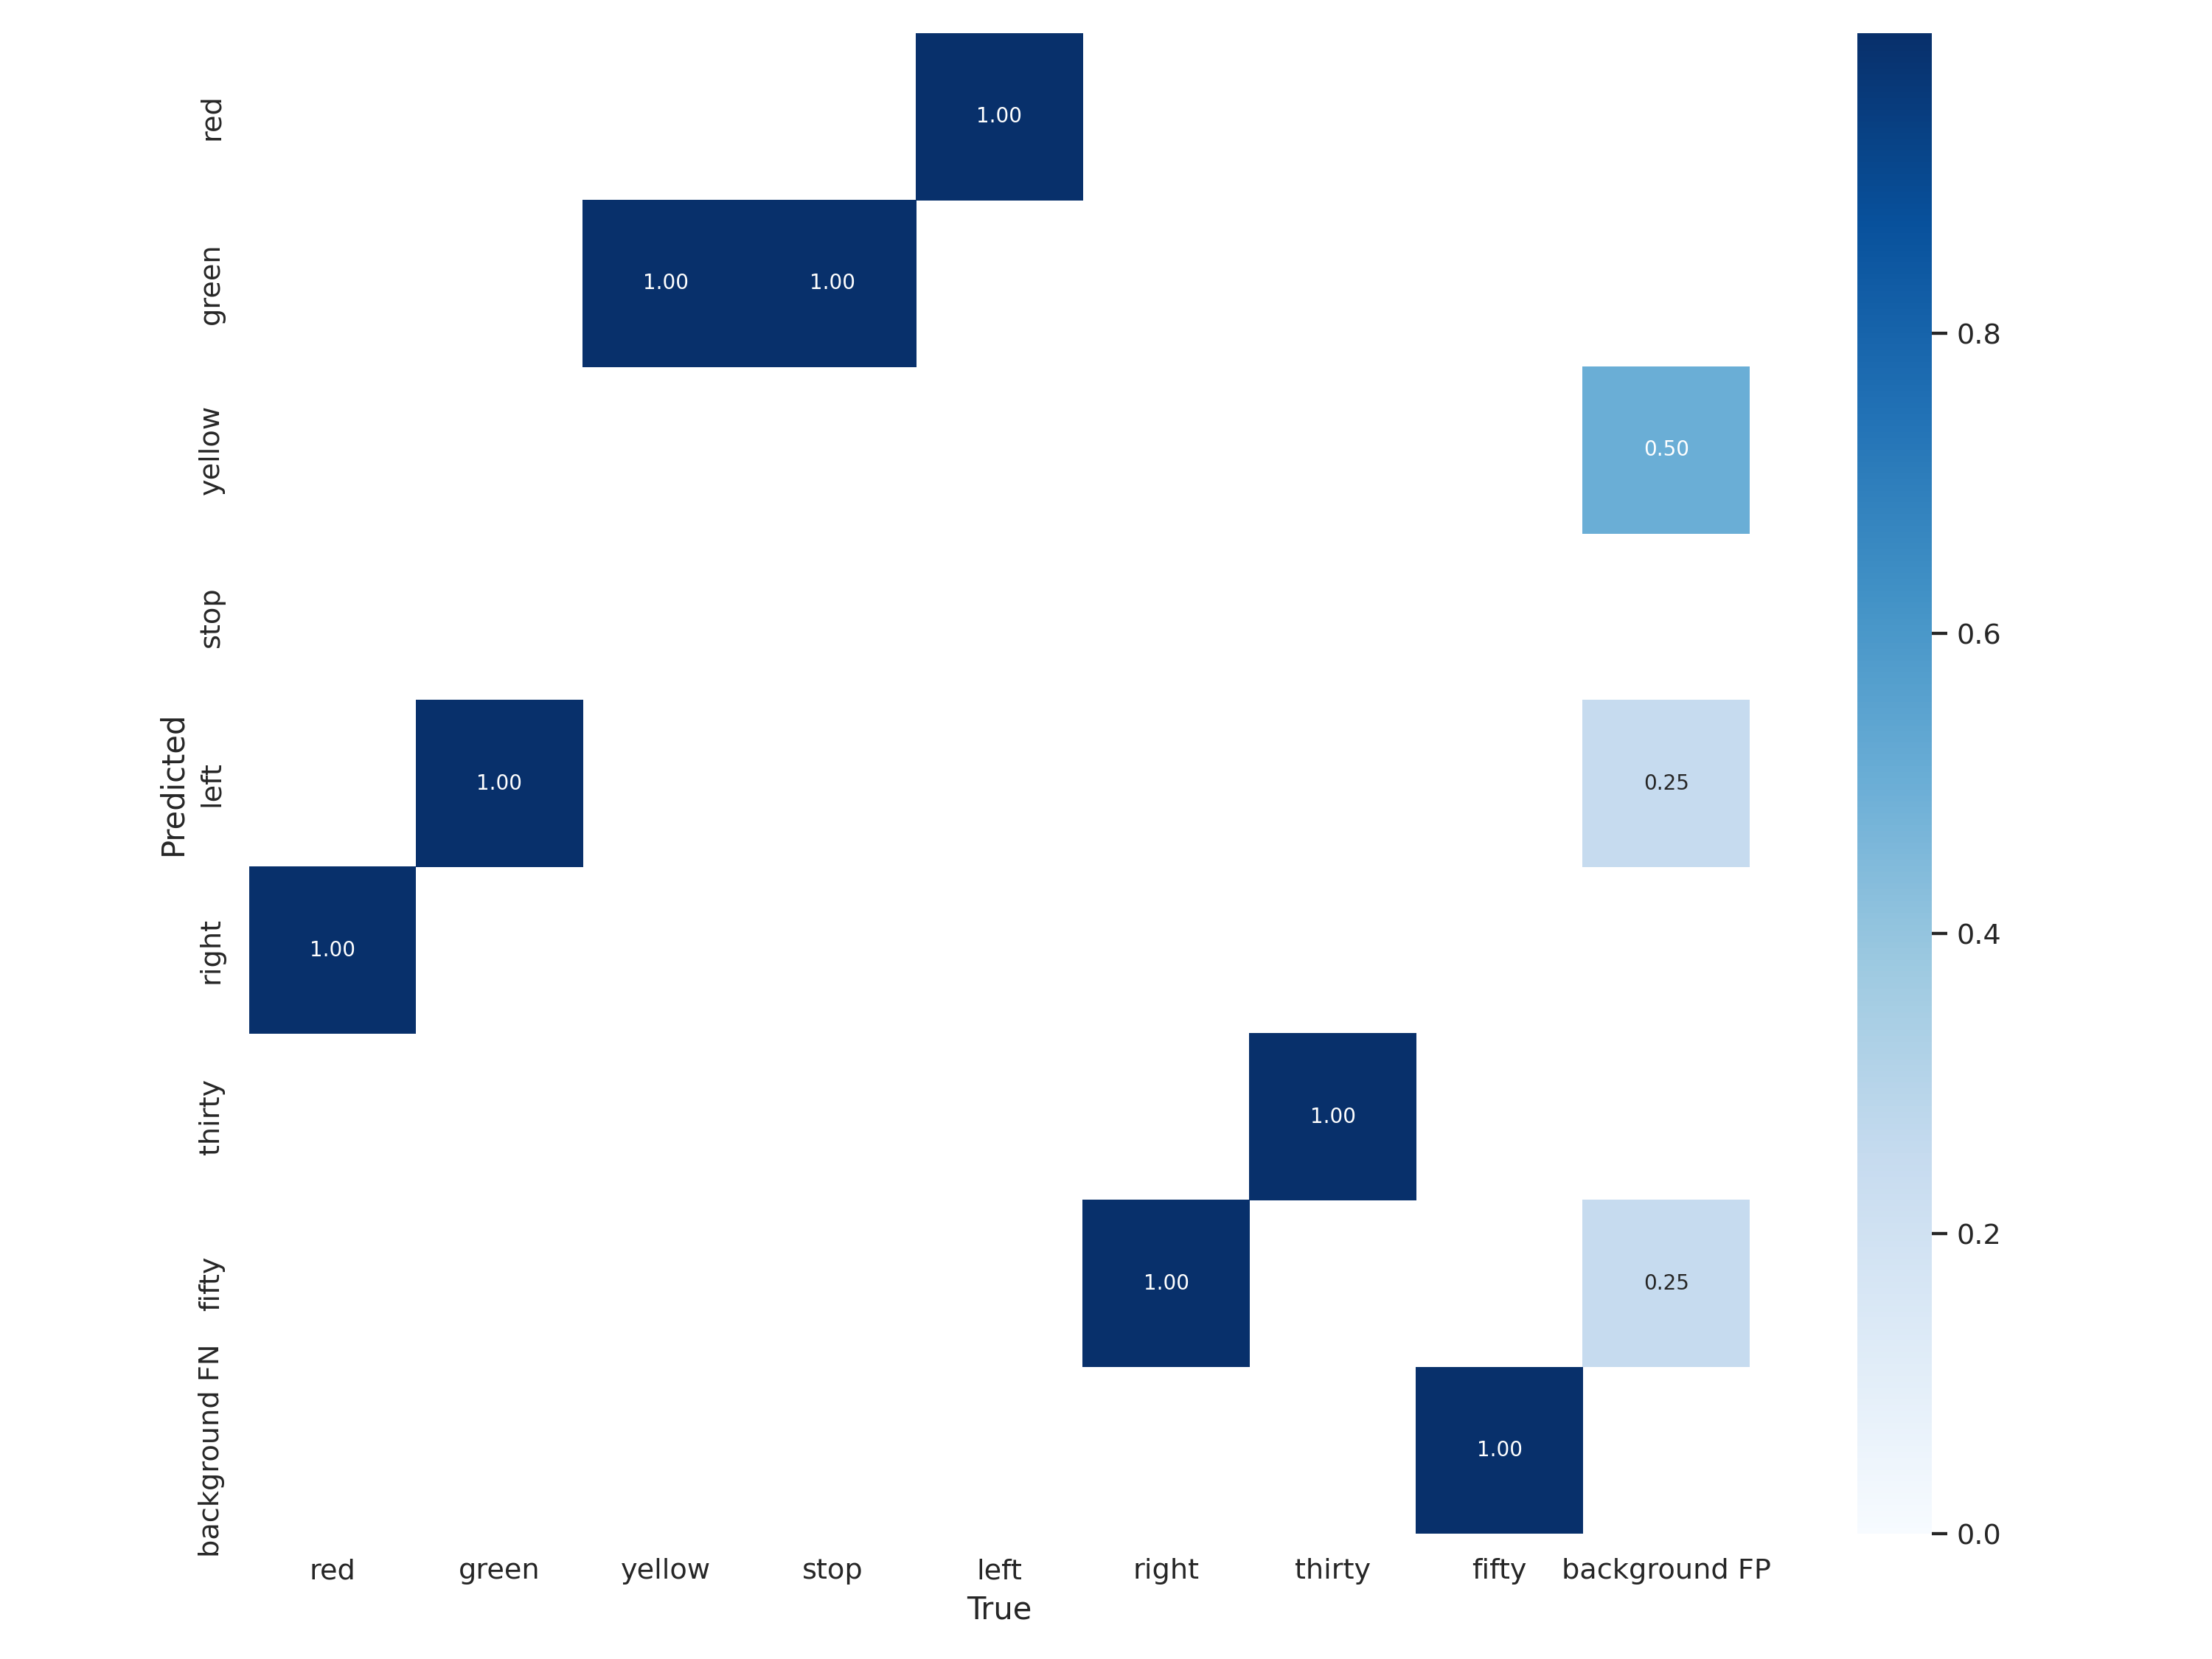 red
1.00
green
1.00 1.00
0.8
yellow
0.50
stop
0.6
Predicted
left
1.00 0.25
right
1.00
0.4
thirty
1.00
fifty
1.00 0.25
0.2
background FN
1.00
0.0
red green yellow stop left right thirty fifty background FP
True